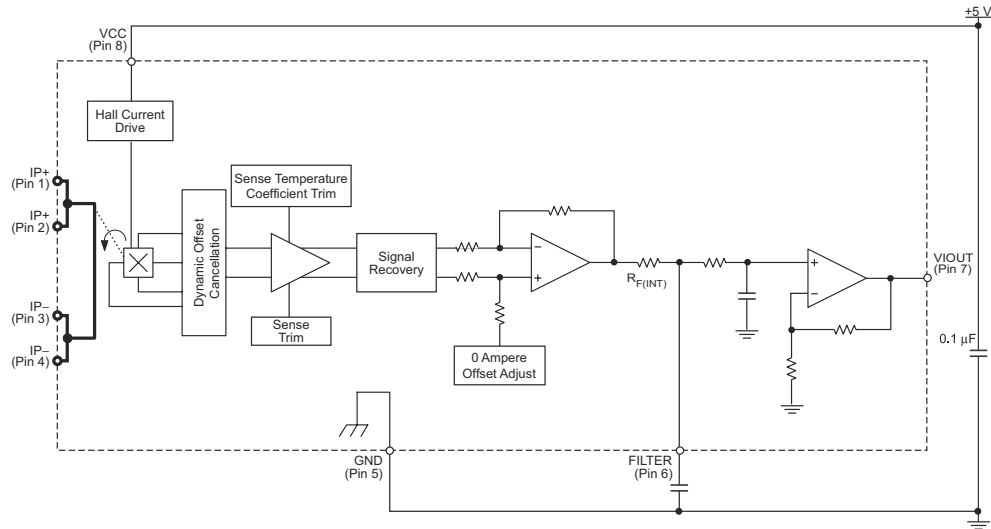 +5 V
VCC
(Pin 8)
Hall Current
Drive
IP+
(Pin 1)
IP+
(Pin 2)
IP−
(Pin 3)
IP−
(Pin 4)
Dynamic Offset
Cancellation
Sense Temperature
Coefficient Trim
Sense
Trim
Signal
Recovery
0 Ampere
Offset Adjust
RF(INT)
VIOUT
(Pin 7)
0.1 μF
GND
(Pin 5)
FILTER
(Pin 6)